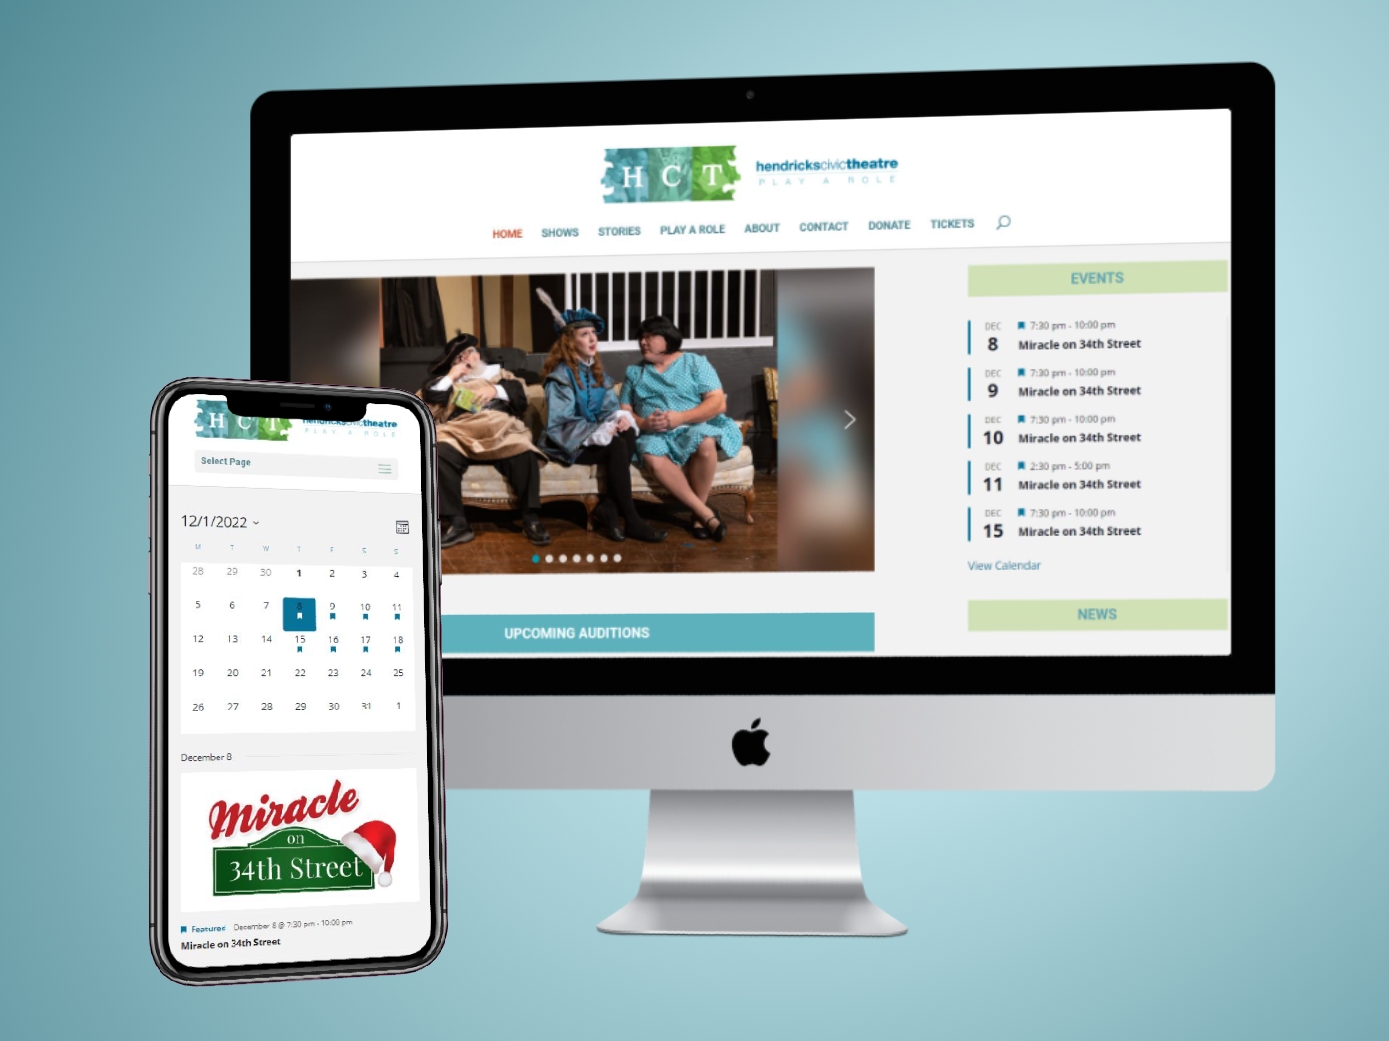 H C T
hendrickscivictheatre
PLAY A ROLE
HOME SHOWS STORIES PLAY A ROLE ABOUT CONTACT DONATE TICKETS
EVENTS
DEC 8
7:30 pm - 10:00 pm
Miracle on 34th Street
DEC 9
7:30 pm - 10:00 pm
Miracle on 34th Street
DEC 10
7:30 pm - 10:00 pm
Miracle on 34th Street
DEC 11
2:30 pm - 5:00 pm
Miracle on 34th Street
DEC 15
7:30 pm - 10:00 pm
Miracle on 34th Street
View Calendar
NEWS
UPCOMING AUDITIONS
H C T
hendrickscivictheatre
PLAY A ROLE
Select Page
12/1/2022
M T W T F S S
28 29 30 1 2 3 4
5 6 7 8 9 10 11
12 13 14 15 16 17 18
19 20 21 22 23 24 25
26 27 28 29 30 31 1
December 8
Miracle
on
34th Street
Featured December 8 @ 7:30 pm - 10:00 pm
Miracle on 34th Street